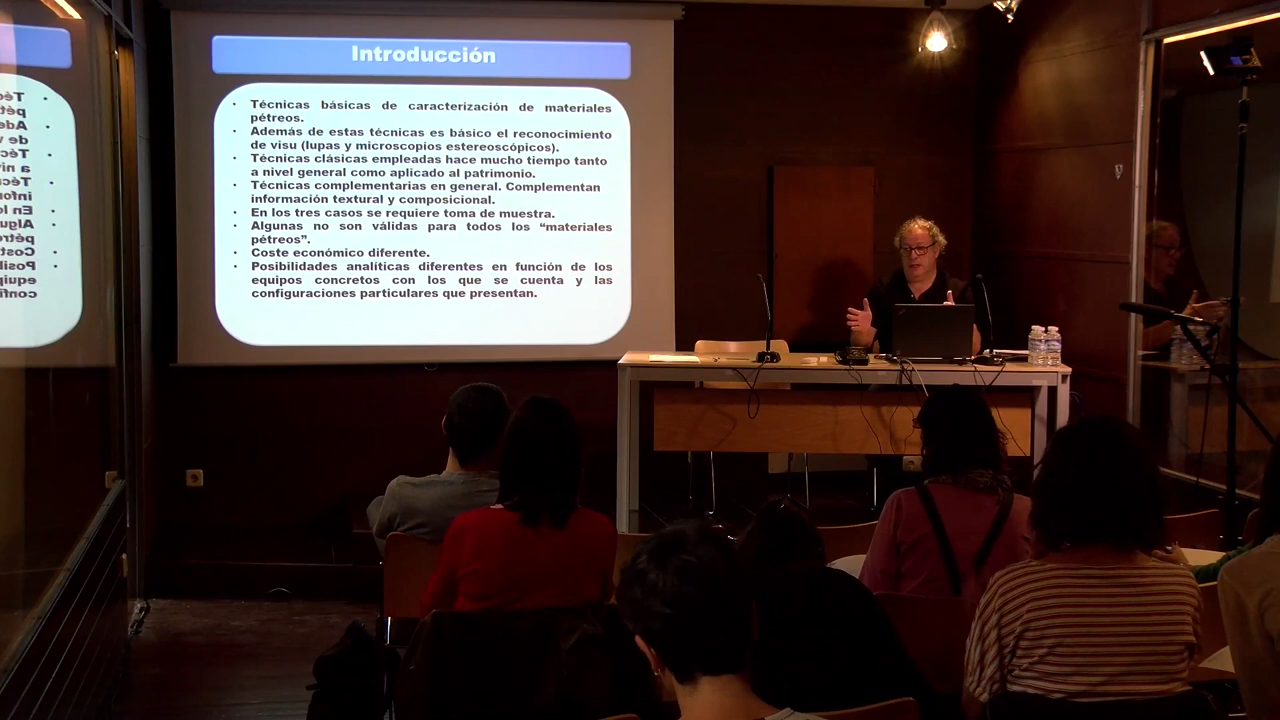 Introducción
• Técnicas básicas de caracterización de materiales
pétreos.
• Además de estas técnicas es básico el reconocimiento
de visu (lupas y microscopios estereoscópicos).
• Técnicas clásicas empleadas hace mucho tiempo tanto
a nivel general como aplicado al patrimonio.
• Técnicas complementarias en general. Complementan
información textural y composicional.
• En los tres casos se requiere toma de muestra.
• Algunas no son válidas para todos los “materiales
pétreos”.
• Coste económico diferente.
• Posibilidades analíticas diferentes en función de los
equipos concretos con los que se cuenta y las
configuraciones particulares que presentan.